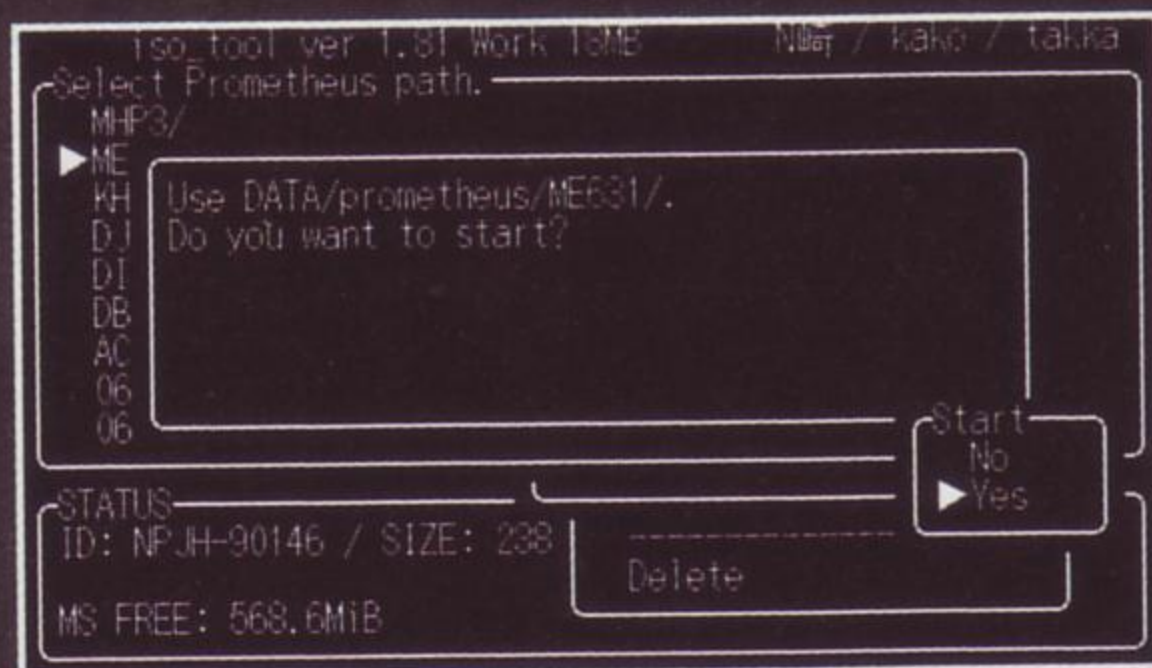 iso_tool ver 1.81 Work 18MB / kako / takka
Select Prometheus path.
MHP3/
ME
KH
DJ
DI
DB
AC
06
06
Use DATA/prometheus/ME631/.
Do you want to start?
Start
No
Yes
STATUS
ID: NPJH-90146 / SIZE: 238
Delete
MS FREE: 568.6MiB